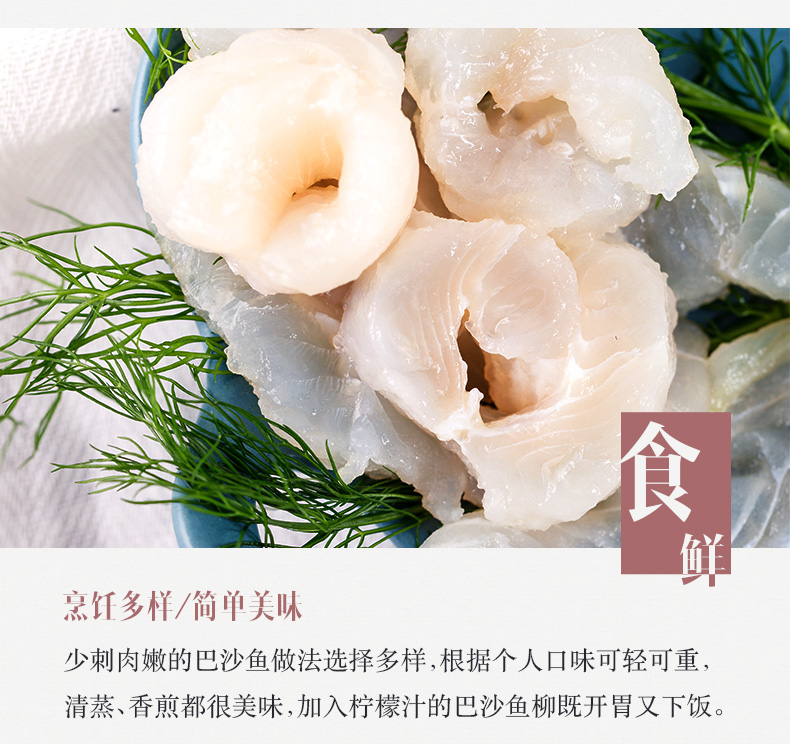 食
鲜
烹饪多样/简单美味
少刺肉嫩的巴沙鱼做法选择多样,根据个人口味可轻可重,
清蒸、香煎都很美味,加入柠檬汁的巴沙鱼柳既开胃又下饭。